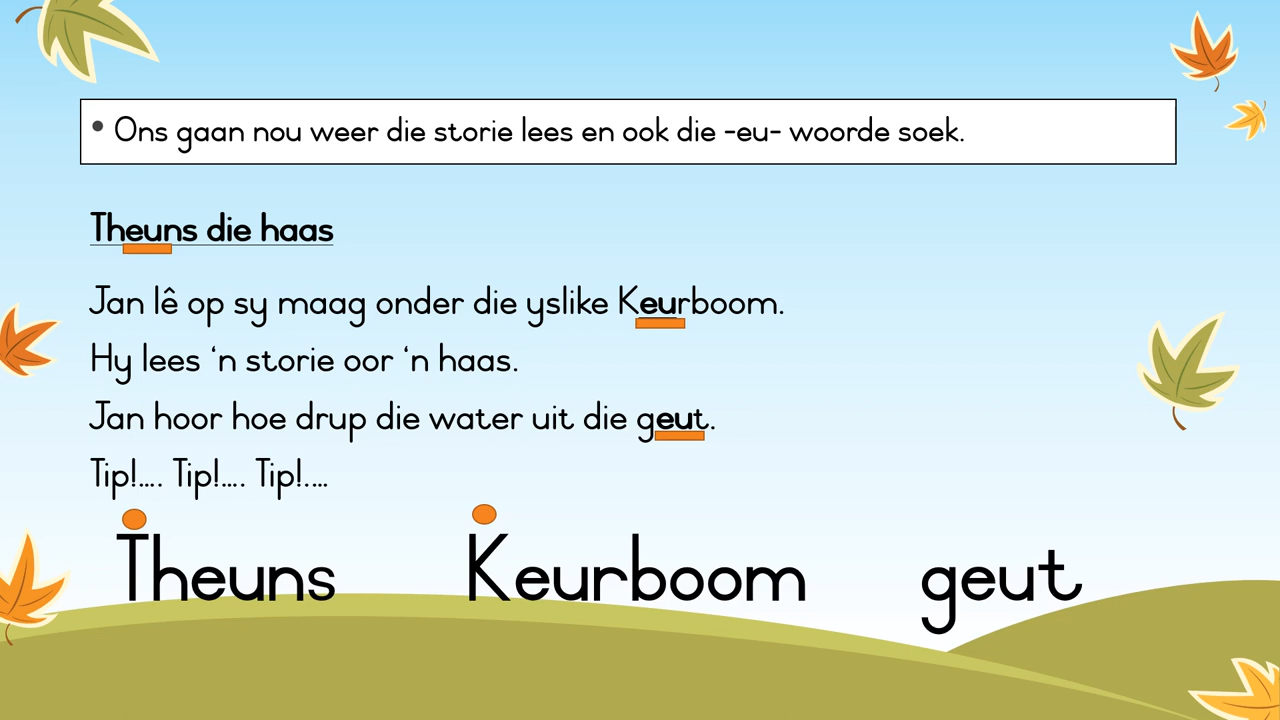 • Ons gaan nou weer die storie lees en ook die -eu- woorde soek.
Theuns die haas
Jan lê op sy maag onder die yslike Keurboom.
Hy lees ‘n storie oor ‘n haas.
Jan hoor hoe drup die water uit die geut.
Tip!.... Tip!.... Tip!....
Theuns Keurboom geut